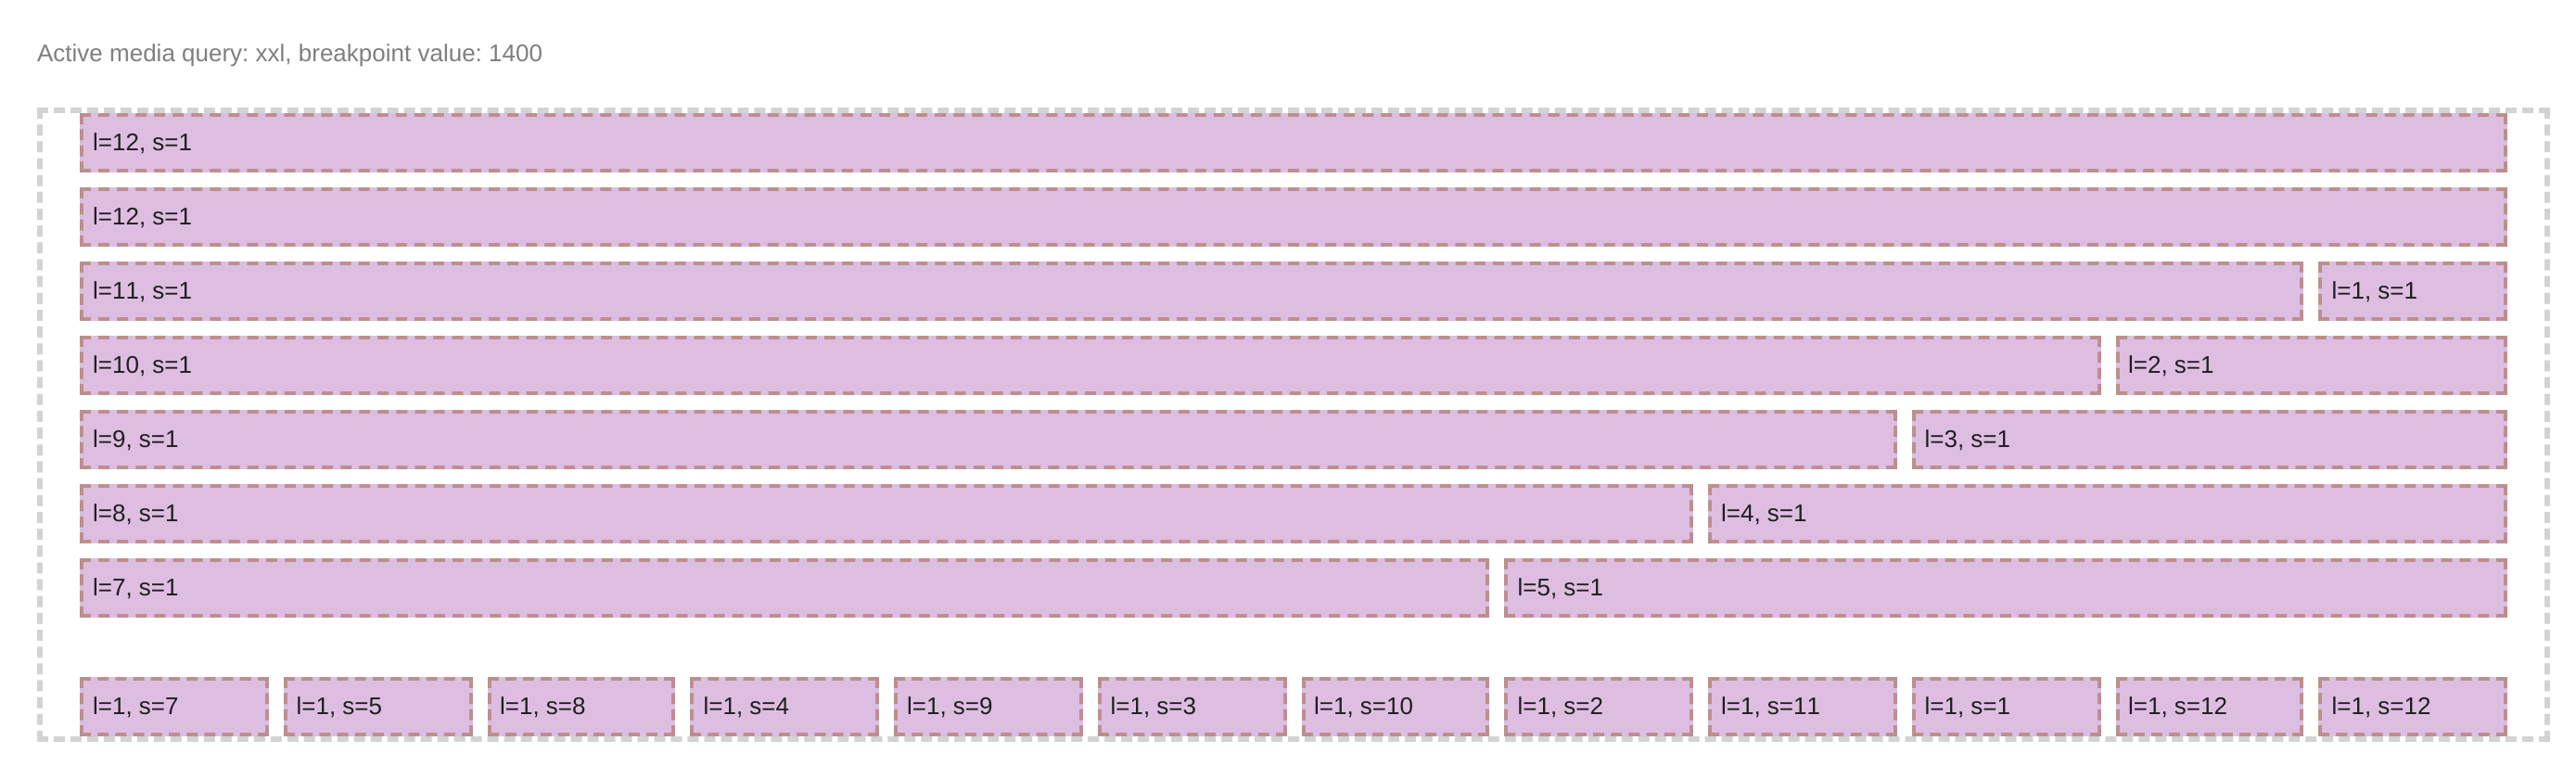 Active media query: xxl, breakpoint value: 1400
l=12, s=1
l=12, s=1
l=11, s=1 l=1, s=1
l=10, s=1 l=2, s=1
l=9, s=1 l=3, s=1
l=8, s=1 l=4, s=1
l=7, s=1 l=5, s=1
l=1, s=7 l=1, s=5 l=1, s=8 l=1, s=4 l=1, s=9 l=1, s=3 l=1, s=10 l=1, s=2 l=1, s=11 l=1, s=1 l=1, s=12 l=1, s=12